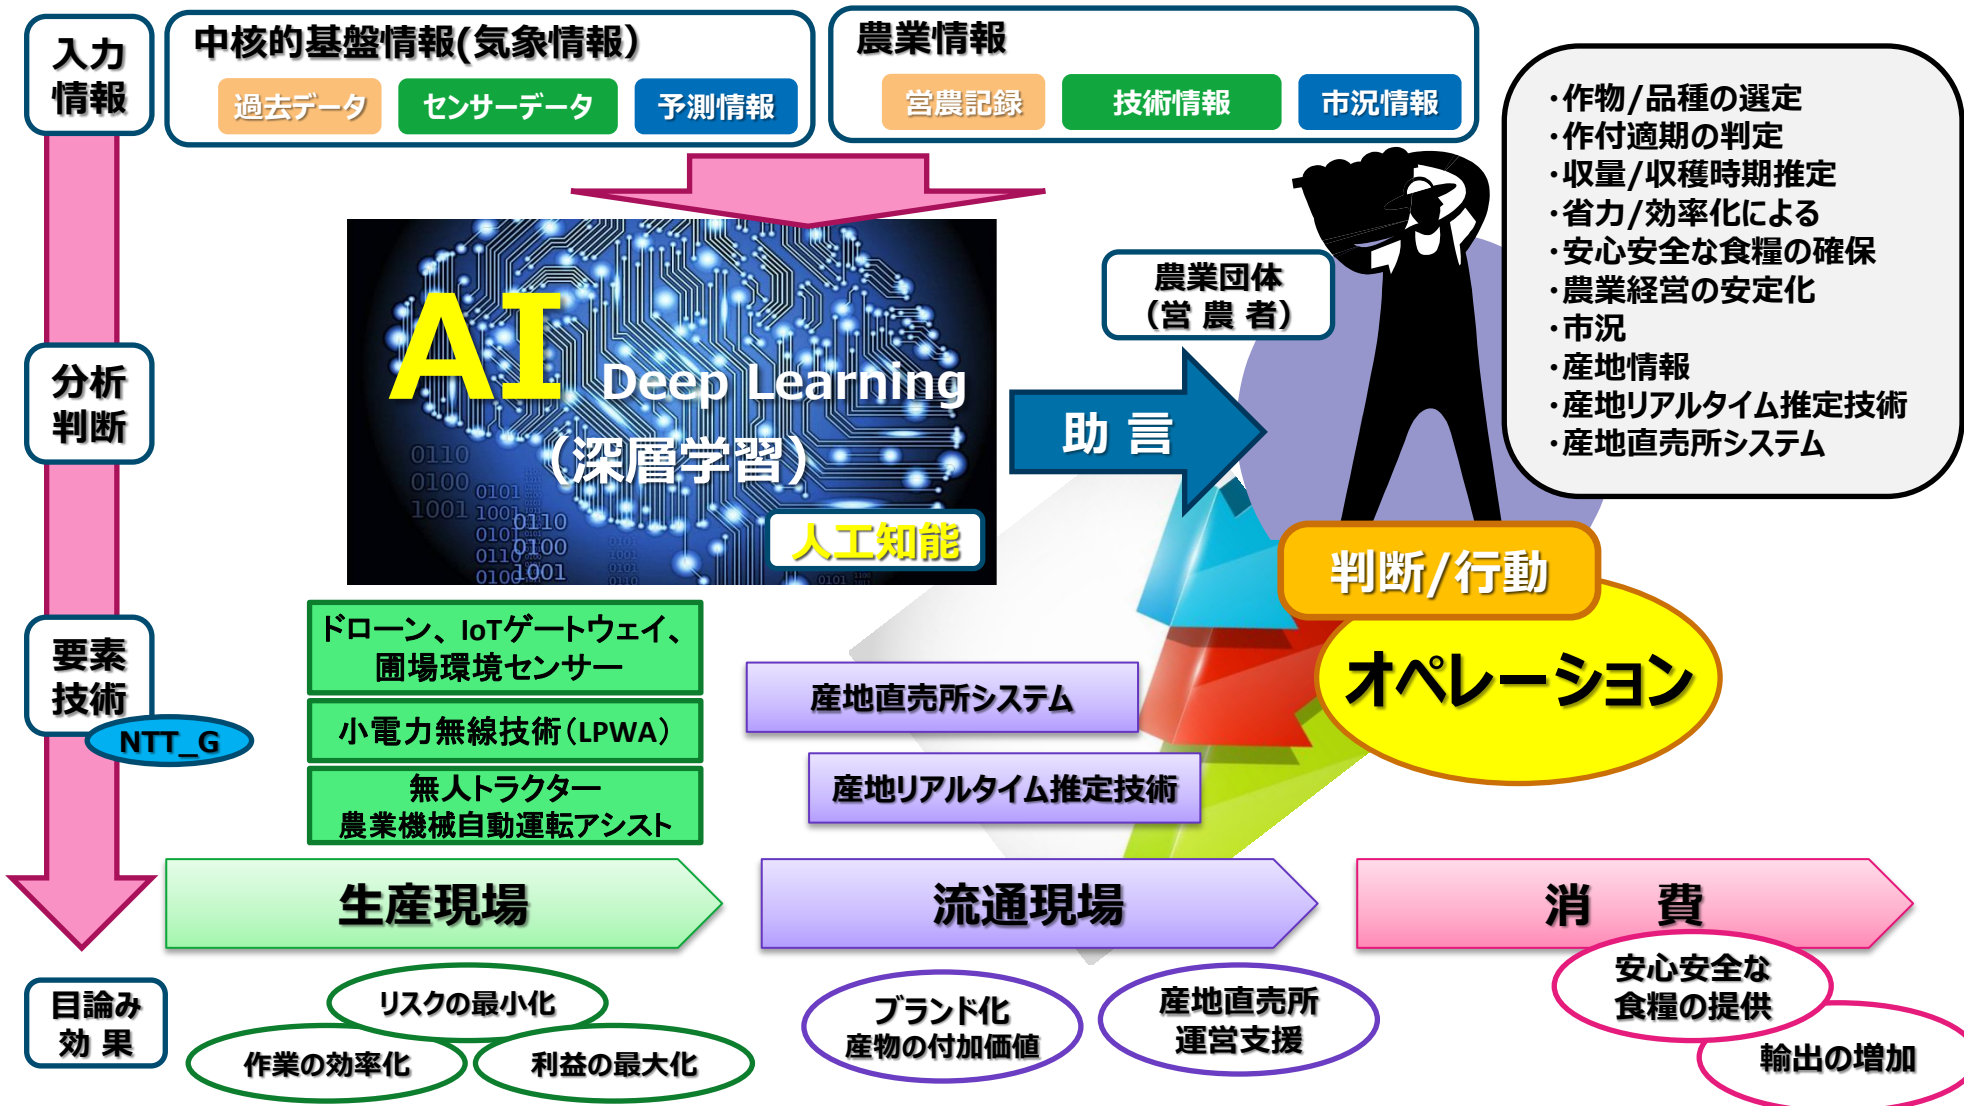 入力
情報
中核的基盤情報(気象情報）
過去データ
センサーデータ
予測情報
農業情報
営農記録
技術情報
市況情報
・作物/品種の選定
・作付適期の判定
・収量/収穫時期推定
・省力/効率化による
・安心安全な食糧の確保
・農業経営の安定化
・市況
・産地情報
・産地リアルタイム推定技術
・産地直売所システム
農業団体
（営 農 者）
分析
判断
AI
Deep Learning
（深層学習）
人工知能
0110
0100
1001
0101
1001
0101
0110
0100
0110
0100
1001
助 言
判断/行動
オペレーション
要素
技術
NTT_G
ドローン、IoTゲートウェイ、
圃場環境センサー
小電力無線技術（LPWA）
無人トラクター
農業機械自動運転アシスト
産地直売所システム
産地リアルタイム推定技術
生産現場
流通現場
消 費
目論み
効 果
リスクの最小化
作業の効率化
利益の最大化
ブランド化
産物の付加価値
産地直売所
運営支援
安心安全な
食糧の提供
輸出の増加